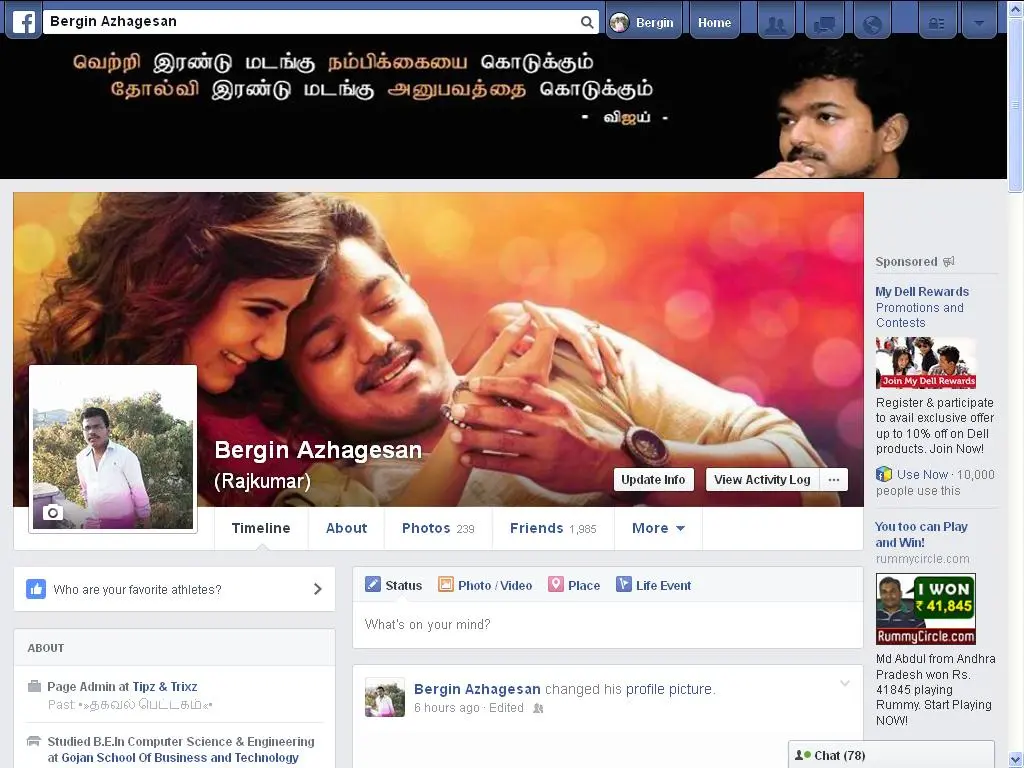 Bergin Azhagesan
Bergin
Home
வெற்றி இரண்டு மடங்கு நம்பிக்கையை கொடுக்கும்
தோல்வி இரண்டு மடங்கு அனுபவத்தை கொடுக்கும்
- விஜய் -
Bergin Azhagesan
(Rajkumar)
Update Info
View Activity Log
...
Timeline
About
Photos 239
Friends 1,985
More
Who are your favorite athletes?
ABOUT
Page Admin at Tipz & Trixz
Past: •»தகவல் பெட்டகம்«•
Studied B.E.In Computer Science & Engineering
at Gojan School Of Business and Technology
Status
Photo / Video
Place
Life Event
What's on your mind?
Bergin Azhagesan changed his profile picture.
6 hours ago · Edited
Sponsored
My Dell Rewards
Promotions and
Contests
Join My Dell Rewards
Register & participate
to avail exclusive offer
up to 10% off on Dell
products. Join Now!
Use Now · 10,000
people use this
You too can Play
and Win!
rummycircle.com
I WON
₹ 41,845
RummyCircle.com
Md Abdul from Andhra
Pradesh won Rs.
41845 playing
Rummy. Start Playing
NOW!
Chat (78)